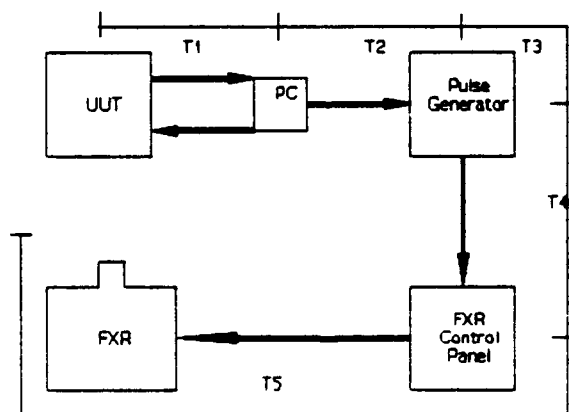 T1
T2
T3
UUT
PC
Pulse
Generator
T4
FXR
FXR
Control
Panel
T5